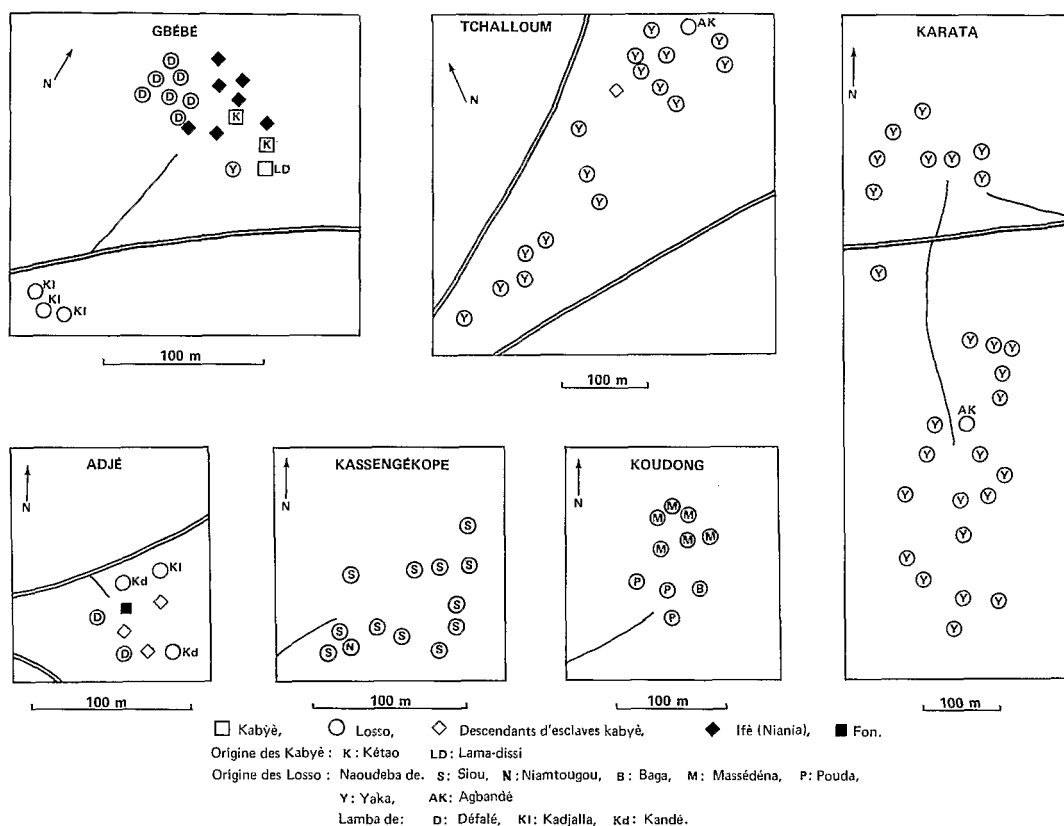 GBÉBÉ
N
D
D D
D D D
D
K
K
Y LD
KI
KI KI
100 m
TCHALLOUM
N
AK
Y Y
Y Y Y
Y
Y
Y
Y
Y
Y
Y
Y
Y
Y
Y
100 m
KARATA
N
Y
Y
Y Y Y Y
Y Y
Y
Y Y Y
Y
Y
Y AK
Y Y
Y
Y Y Y
Y
Y
Y
Y Y
Y
100 m
ADJÉ
N
Kd KI
D
D Kd
100 m
KASSENGÉKOPE
N
S
S S S S
S
S S S S
S N S
100 m
KOUDONG
N
M
M M
M M M
P P B
P
100 m
Kabyè, Losso, Descendants d'esclaves kabyè, Ifè (Niania), Fon.
Origine des Kabyè : K : Kétao LD : Lama-dissi
Origine des Losso : Naoudeba de. S : Siou, N : Niamtougou, B : Baga, M : Massédéna, P : Pouda,
Y : Yaka, AK : Agbandé
Lamba de : D : Défalé, KI : Kadjalla, Kd : Kandé.